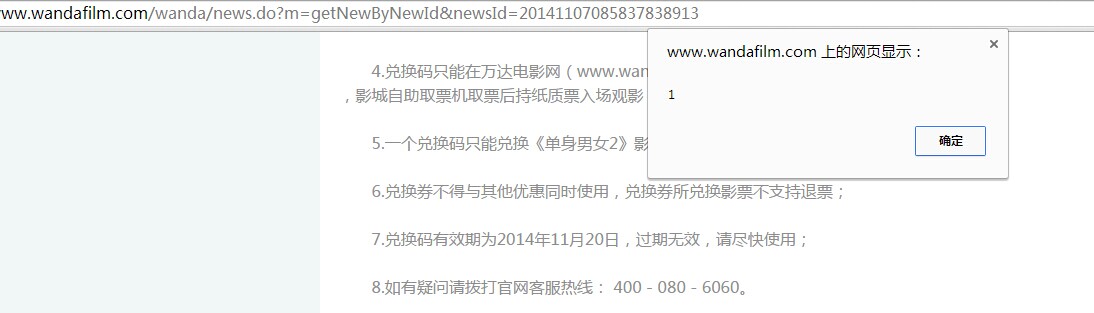 www.wandafilm.com/wanda/news.do?m=getNewByNewId&newsId=20141107085837838913
www.wandafilm.com 上的网页显示：
1
确定
4.兑换码只能在万达电影网（www.wan
，影城自助取票机取票后持纸质票入场观影
5.一个兑换码只能兑换《单身男女2》影
6.兑换券不得与其他优惠同时使用，兑换券所兑换影票不支持退票；
7.兑换码有效期为2014年11月20日，过期无效，请尽快使用；
8.如有疑问请拨打官网客服热线： 400－080－6060。